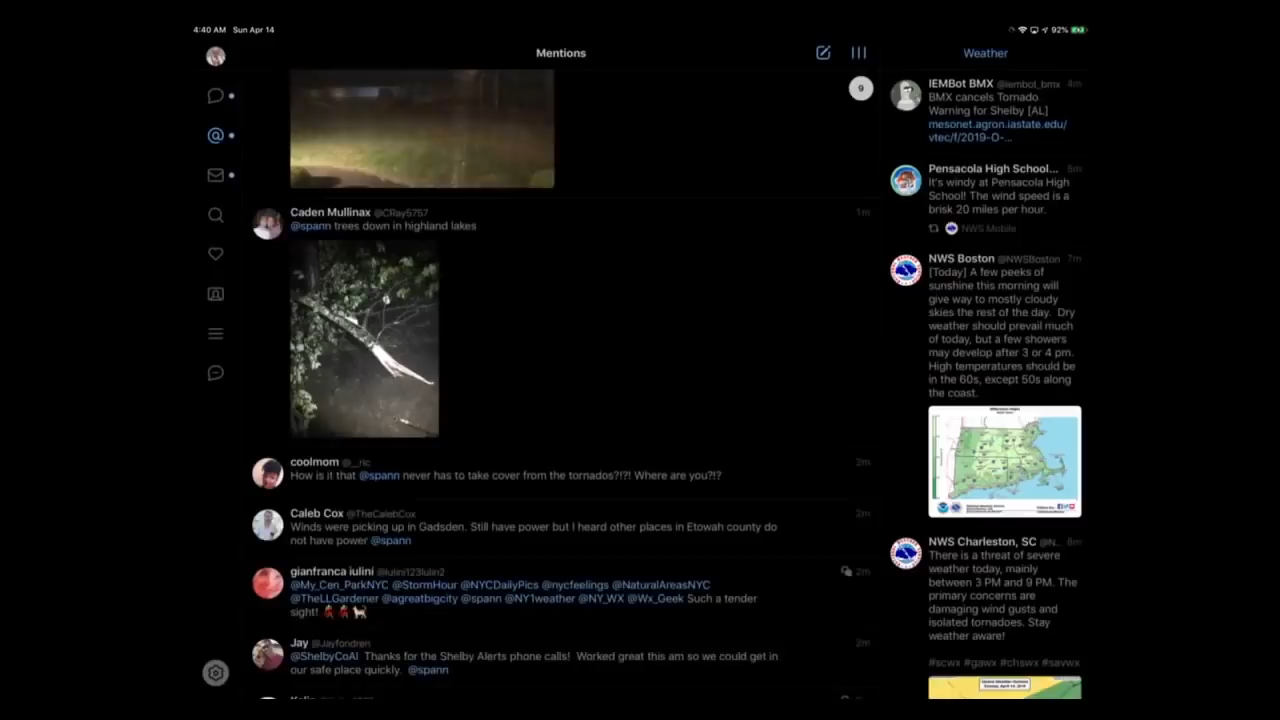 4:40 AM Sun Apr 14
92%
Mentions
Weather
9
Caden Mullinax @CRay5757 1m
@spann trees down in highland lakes
coolmom @__ric 2m
How is it that @spann never has to take cover from the tornados?!?! Where are you?!?
Caleb Cox @TheCalebCox 2m
Winds were picking up in Gadsden. Still have power but I heard other places in Etowah county do
not have power @spann
gianfranca iulini @iulini123Iulin2 2m
@My_Cen_ParkNYC @StormHour @NYCDailyPics @nycfeelings @NaturalAreasNYC
@TheLLGardener @agreatbigcity @spann @NY1weather @NY_WX @Wx_Geek Such a tender
sight!
Jay @Jayfondren 2m
@ShelbyCoAl Thanks for the Shelby Alerts phone calls! Worked great this am so we could get in
our safe place quickly. @spann
IEMBot BMX @iembot_bmx 4m
BMX cancels Tornado
Warning for Shelby [AL]
mesonet.agron.iastate.edu/
vtec/f/2019-O-...
Pensacola High School... 5m
It's windy at Pensacola High
School! The wind speed is a
brisk 20 miles per hour.
NWS Mobile
NWS Boston @NWSBoston 7m
[Today] A few peeks of
sunshine this morning will
give way to mostly cloudy
skies the rest of the day. Dry
weather should prevail much
of today, but a few showers
may develop after 3 or 4 pm.
High temperatures should be
in the 60s, except 50s along
the coast.
NWS Charleston, SC @N... 8m
There is a threat of severe
weather today, mainly
between 3 PM and 9 PM. The
primary concerns are
damaging wind gusts and
isolated tornadoes. Stay
weather aware!
#scwx #gawx #chswx #savwx